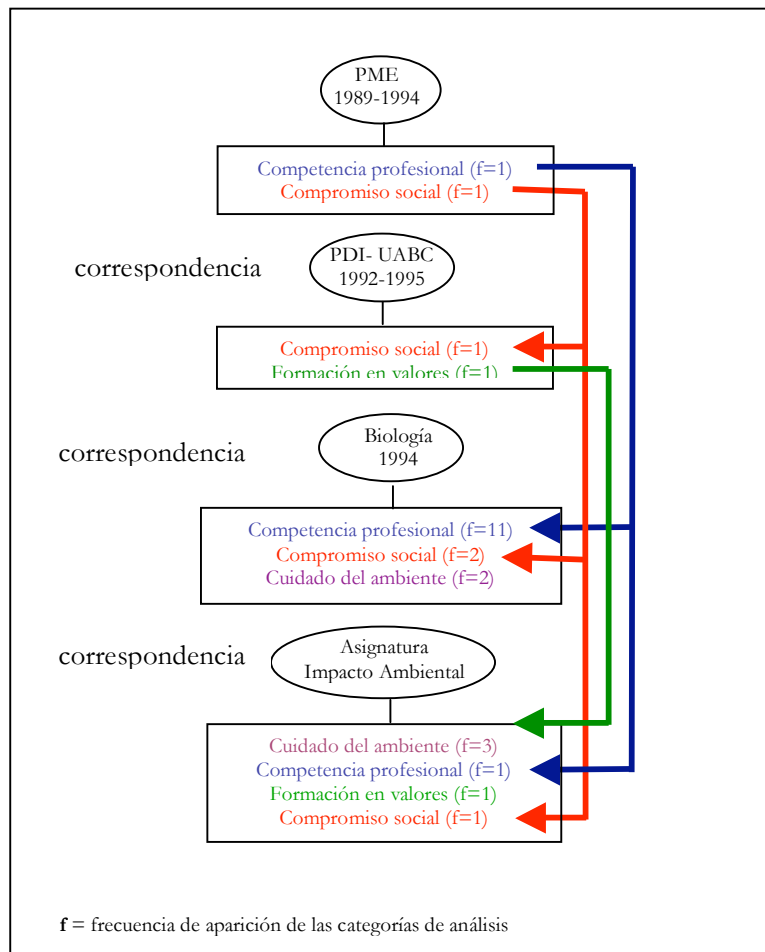 PME
1989-1994
Competencia profesional (f=1)
Compromiso social (f=1)
correspondencia
PDI- UABC
1992-1995
Compromiso social (f=1)
Formación en valores (f=1)
correspondencia
Biología
1994
Competencia profesional (f=11)
Compromiso social (f=2)
Cuidado del ambiente (f=2)
correspondencia
Asignatura
Impacto Ambiental
Cuidado del ambiente (f=3)
Competencia profesional (f=1)
Formación en valores (f=1)
Compromiso social (f=1)
f = frecuencia de aparición de las categorías de análisis